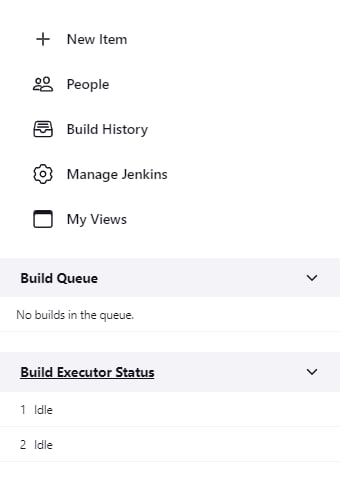 New Item
People
Build History
Manage Jenkins
My Views
Build Queue
No builds in the queue.
Build Executor Status
1 Idle
2 Idle